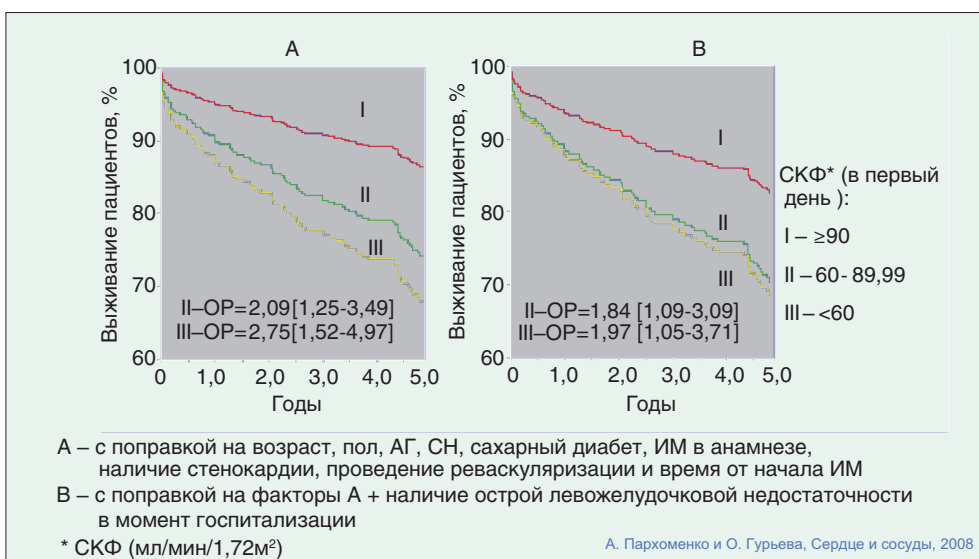 А
Выживание пациентов, %
100
90
80
70
60
I
II
III
II–ОР=2,09[1,25-3,49]
III–ОР=2,75[1,52-4,97]
0 1,0 2,0 3,0 4,0 5,0
Годы
В
Выживание пациентов, %
100
90
80
70
60
I
II
III
II–ОР=1,84 [1,09-3,09]
III–ОР=1,97 [1,05-3,71]
0 1,0 2,0 3,0 4,0 5,0
Годы
СКФ* (в первый
день ):
I – ≥90
II – 60 - 89,99
III – <60
А – с поправкой на возраст, пол, АГ, СН, сахарный диабет, ИМ в анамнезе,
наличие стенокардии, проведение реваскуляризации и время от начала ИМ
В – с поправкой на факторы А + наличие острой левожелудочковой недостаточности
в момент госпитализации
* СКФ (мл/мин/1,72м²)
А. Пархоменко и О. Гурьева, Сердце и сосуды, 2008